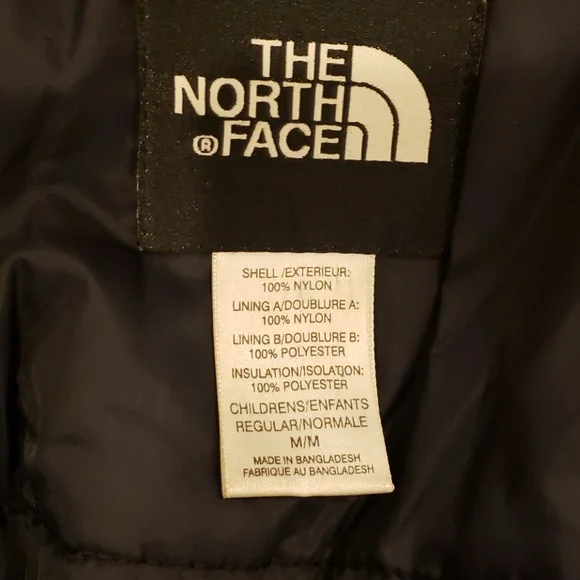 THE
NORTH
® FACE
SHELL /EXTERIEUR:
100% NYLON
LINING A/DOUBLURE A:
100% NYLON
LINING B/DOUBLURE B:
100% POLYESTER
INSULATION/ISOLATION:
100% POLYESTER
CHILDRENS/ENFANTS
REGULAR/NORMALE
M/M
MADE IN BANGLADESH
FABRIQUE AU BANGLADESH